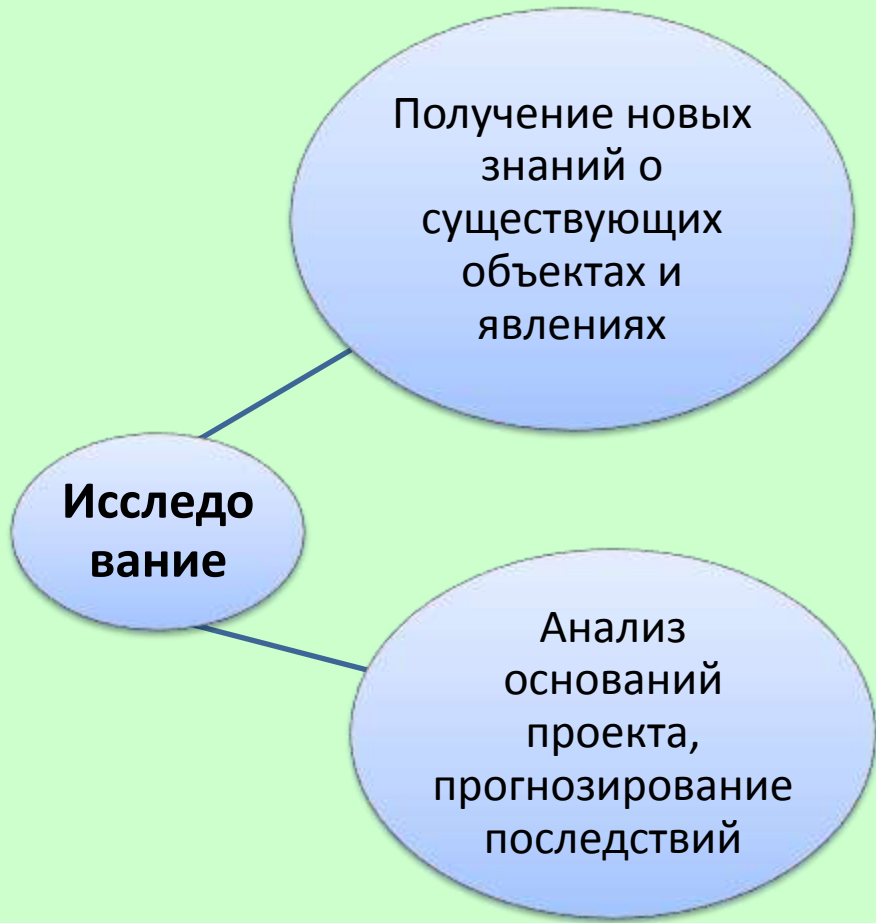 Получение новых
знаний о
существующих
объектах и
явлениях
Исследо
вание
Анализ
оснований
проекта,
прогнозирование
последствий